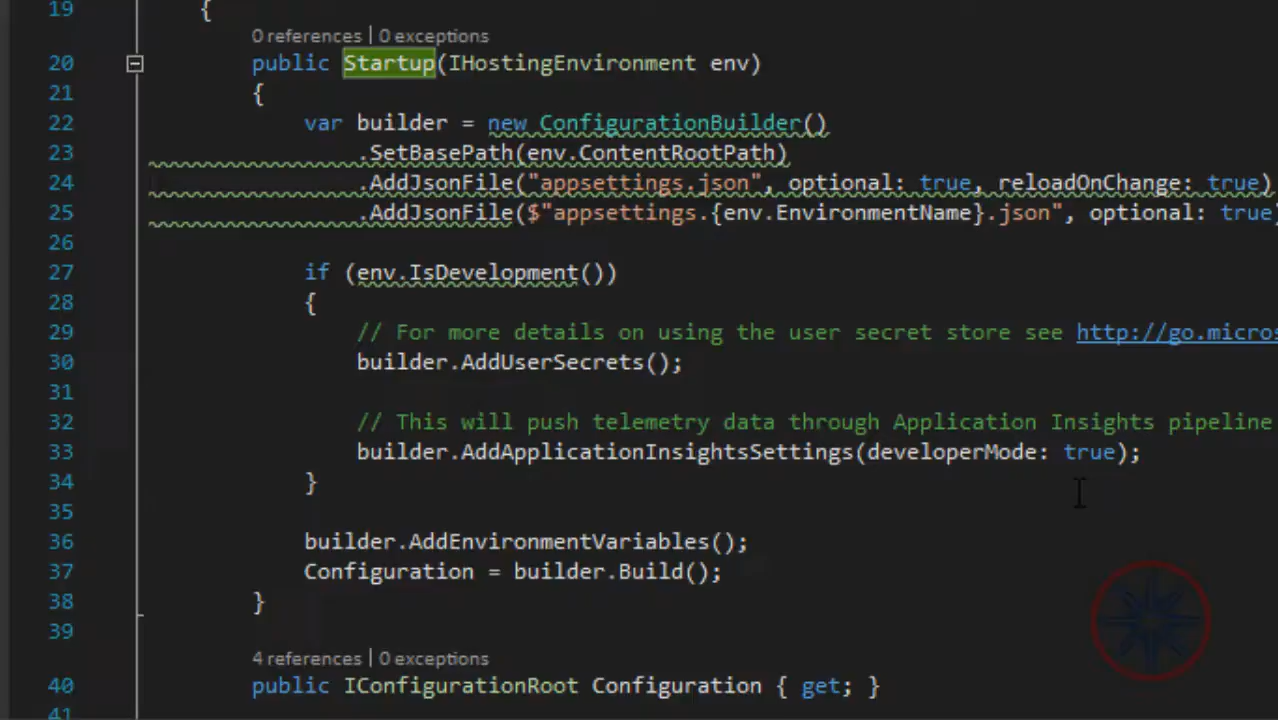 19 {
0 references | 0 exceptions
20 public Startup(IHostingEnvironment env)
21 {
22 var builder = new ConfigurationBuilder()
23 .SetBasePath(env.ContentRootPath)
24 .AddJsonFile("appsettings.json", optional: true, reloadOnChange: true)
25 .AddJsonFile($"appsettings.{env.EnvironmentName}.json", optional: true)
26
27 if (env.IsDevelopment())
28 {
29 // For more details on using the user secret store see http://go.micros
30 builder.AddUserSecrets();
31
32 // This will push telemetry data through Application Insights pipeline
33 builder.AddApplicationInsightsSettings(developerMode: true);
34 }
35
36 builder.AddEnvironmentVariables();
37 Configuration = builder.Build();
38 }
39
4 references | 0 exceptions
40 public IConfigurationRoot Configuration { get; }
41